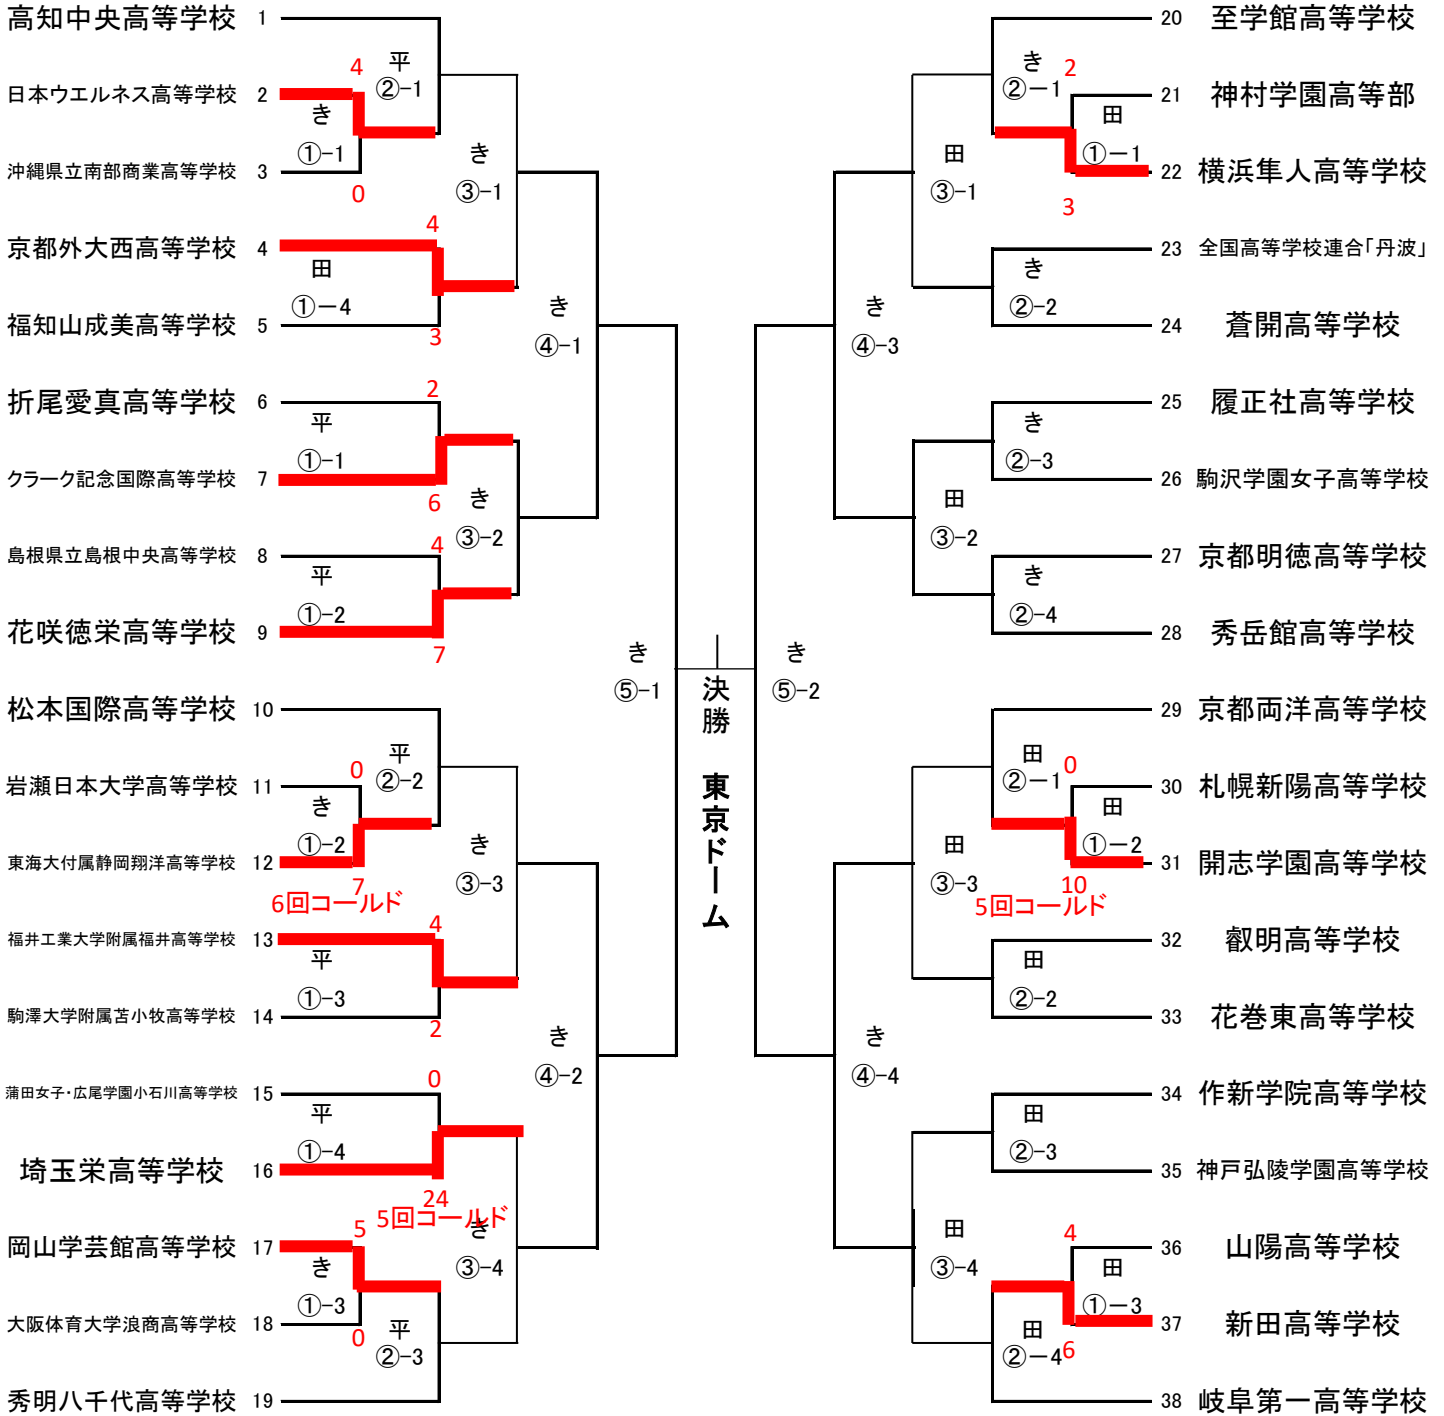 高知中央高等学校 1
平
②-1
4
日本ウエルネス高等学校 2
き
①-1
沖縄県立南部商業高等学校 3
0
き
③-1
4
京都外大西高等学校 4
田
①-4
福知山成美高等学校 5
3
き
④-1
2
折尾愛真高等学校 6
平
①-1
クラーク記念国際高等学校 7
6
き
③-2
4
島根県立島根中央高等学校 8
平
①-2
花咲徳栄高等学校 9
7
き
⑤-1
松本国際高等学校 10
平
②-2
0
岩瀬日本大学高等学校 11
き
①-2
東海大付属静岡翔洋高等学校 12
7
6回コールド
き
③-3
4
福井工業大学附属福井高等学校 13
平
①-3
駒澤大学附属苫小牧高等学校 14
2
き
④-2
0
蒲田女子・広尾学園小石川高等学校 15
平
①-4
埼玉栄高等学校 16
24
5回コールド
き
③-4
5
岡山学芸館高等学校 17
き
①-3
大阪体育大学浪商高等学校 18
0
平
②-3
秀明八千代高等学校 19
決勝 東京ドーム
20 至学館高等学校
き
②-1
2
21 神村学園高等部
田
①-1
22 横浜隼人高等学校
3
田
③-1
23 全国高等学校連合「丹波」
き
②-2
24 蒼開高等学校
き
④-3
25 履正社高等学校
き
②-3
26 駒沢学園女子高等学校
田
③-2
27 京都明徳高等学校
き
②-4
28 秀岳館高等学校
き
⑤-2
29 京都両洋高等学校
田
②-1
0
30 札幌新陽高等学校
田
①-2
31 開志学園高等学校
10
5回コールド
田
③-3
32 叡明高等学校
田
②-2
33 花巻東高等学校
き
④-4
34 作新学院高等学校
田
②-3
35 神戸弘陵学園高等学校
田
③-4
4
36 山陽高等学校
田
①-3
37 新田高等学校
6
田
②-4
38 岐阜第一高等学校